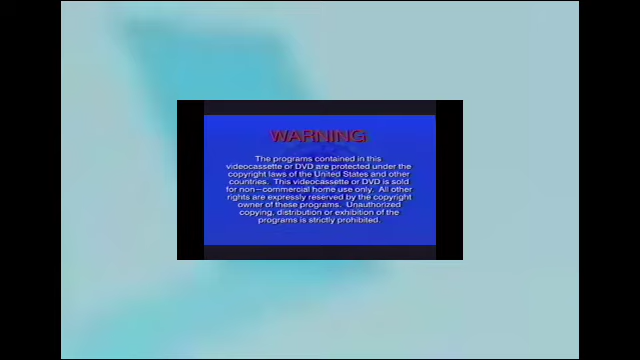 WARNING
The programs contained in this
videocassette or DVD are protected under the
copyright laws of the United States and other
countries. This videocassette or DVD is sold
for non-commercial home use only. All other
rights are expressly reserved by the copyright
owner of these programs. Unauthorized
copying, distribution or exhibition of the
programs is strictly prohibited.